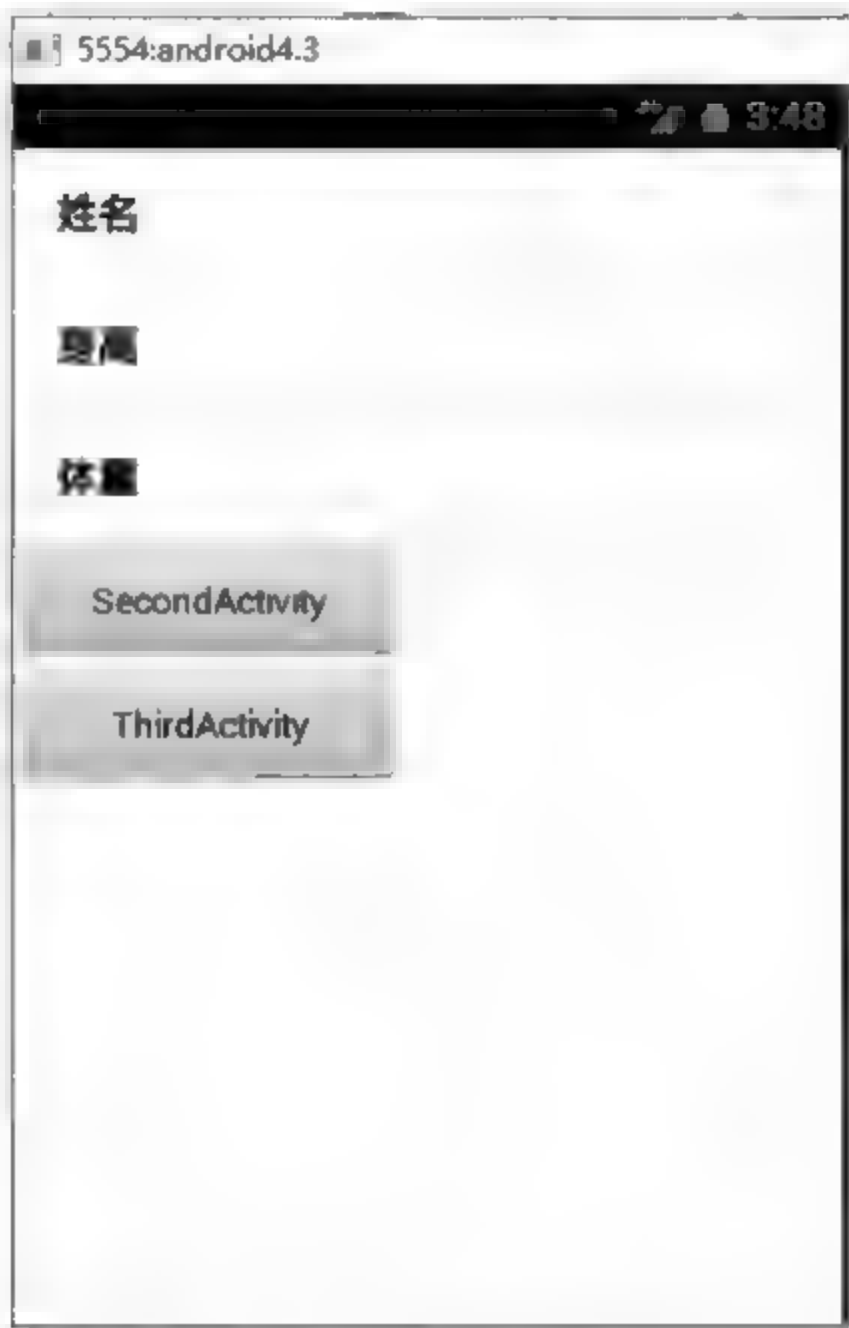 5554:android4.3
3:48
姓名
身高
体重
SecondActivity
ThirdActivity